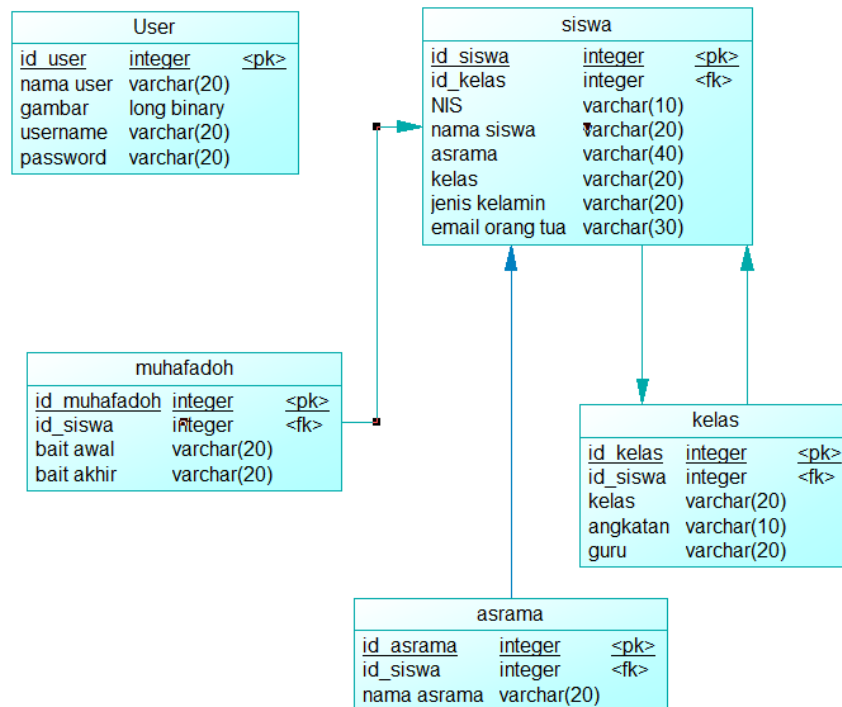 User
id_user integer <pk>
nama user varchar(20)
gambar long binary
username varchar(20)
password varchar(20)
siswa
id_siswa integer <pk>
id_kelas integer <fk>
NIS varchar(10)
nama siswa varchar(20)
asrama varchar(40)
kelas varchar(20)
jenis kelamin varchar(20)
email orang tua varchar(30)
muhafadoh
id_muhafadoh integer <pk>
id_siswa integer <fk>
bait awal varchar(20)
bait akhir varchar(20)
kelas
id_kelas integer <pk>
id_siswa integer <fk>
kelas varchar(20)
angkatan varchar(10)
guru varchar(20)
asrama
id_asrama integer <pk>
id_siswa integer <fk>
nama asrama varchar(20)